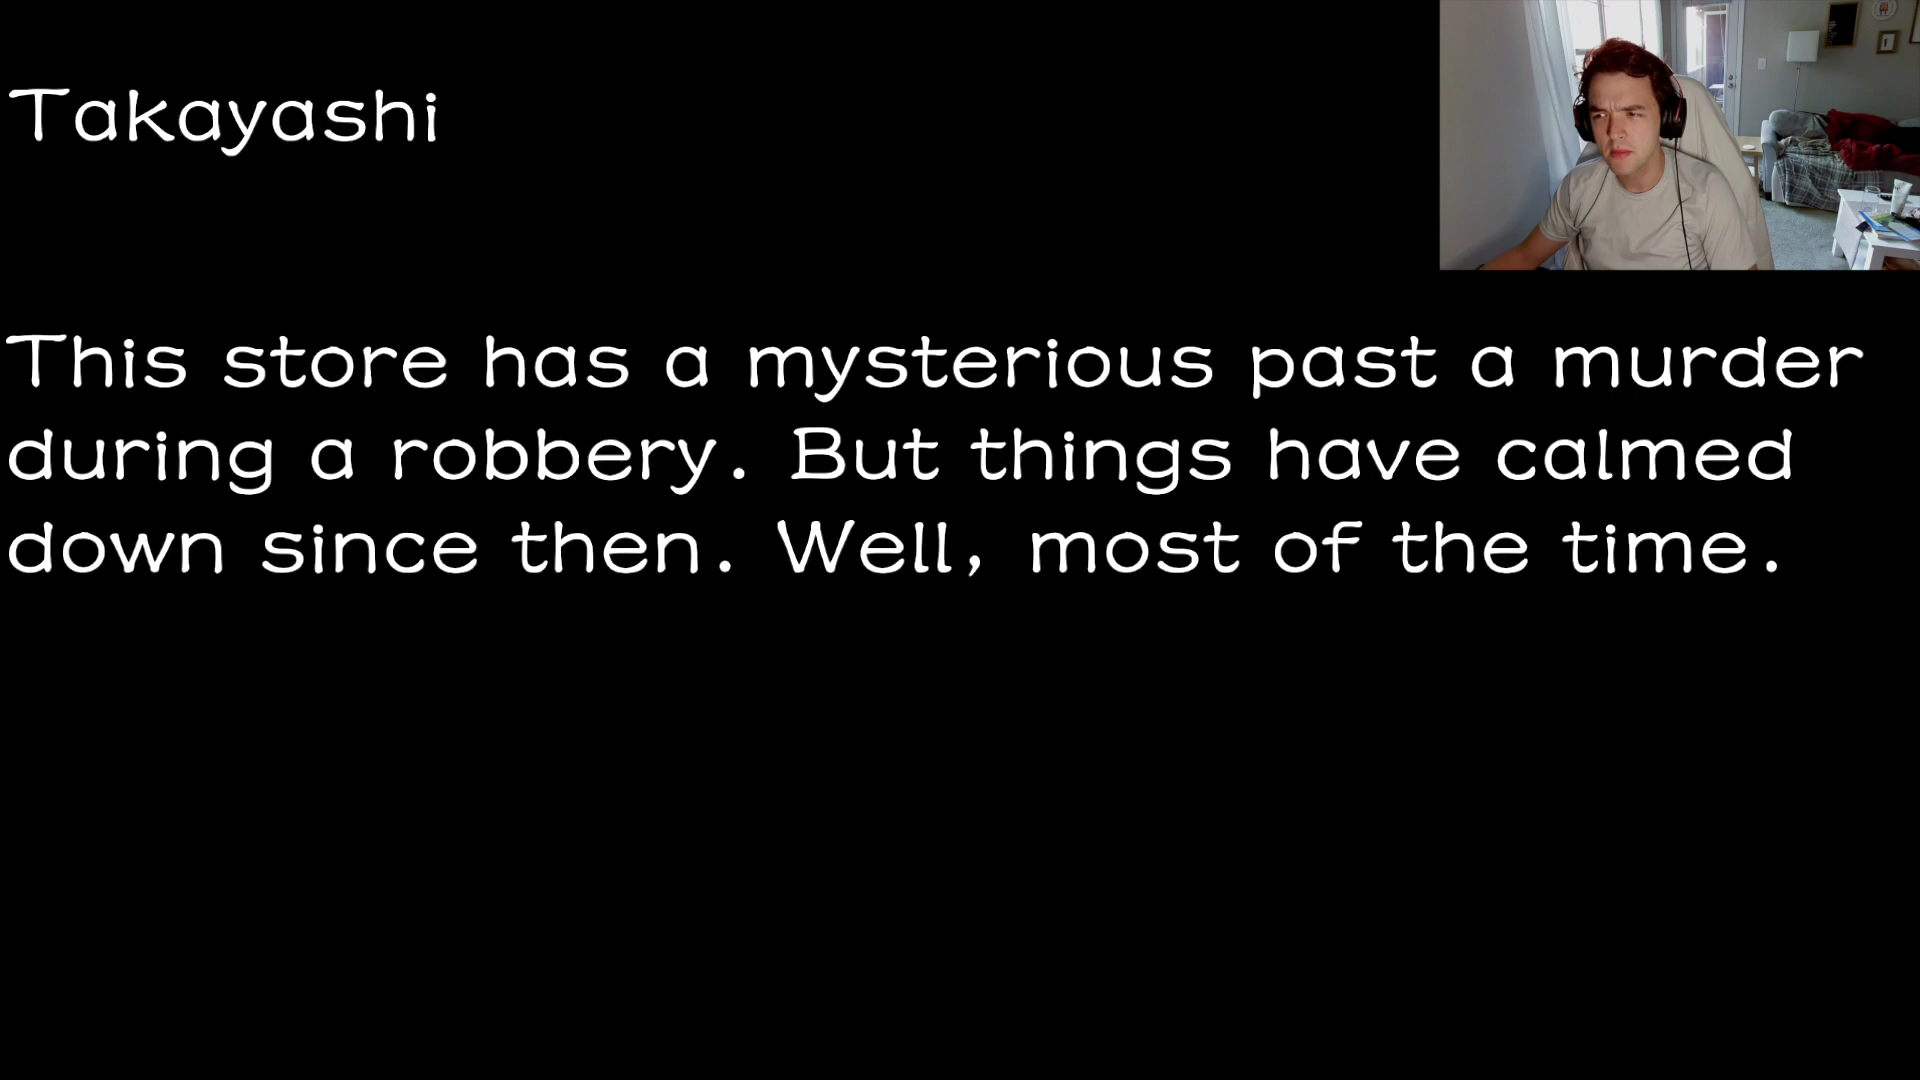 Takayashi
This store has a mysterious past a murder
during a robbery. But things have calmed
down since then. Well, most of the time.